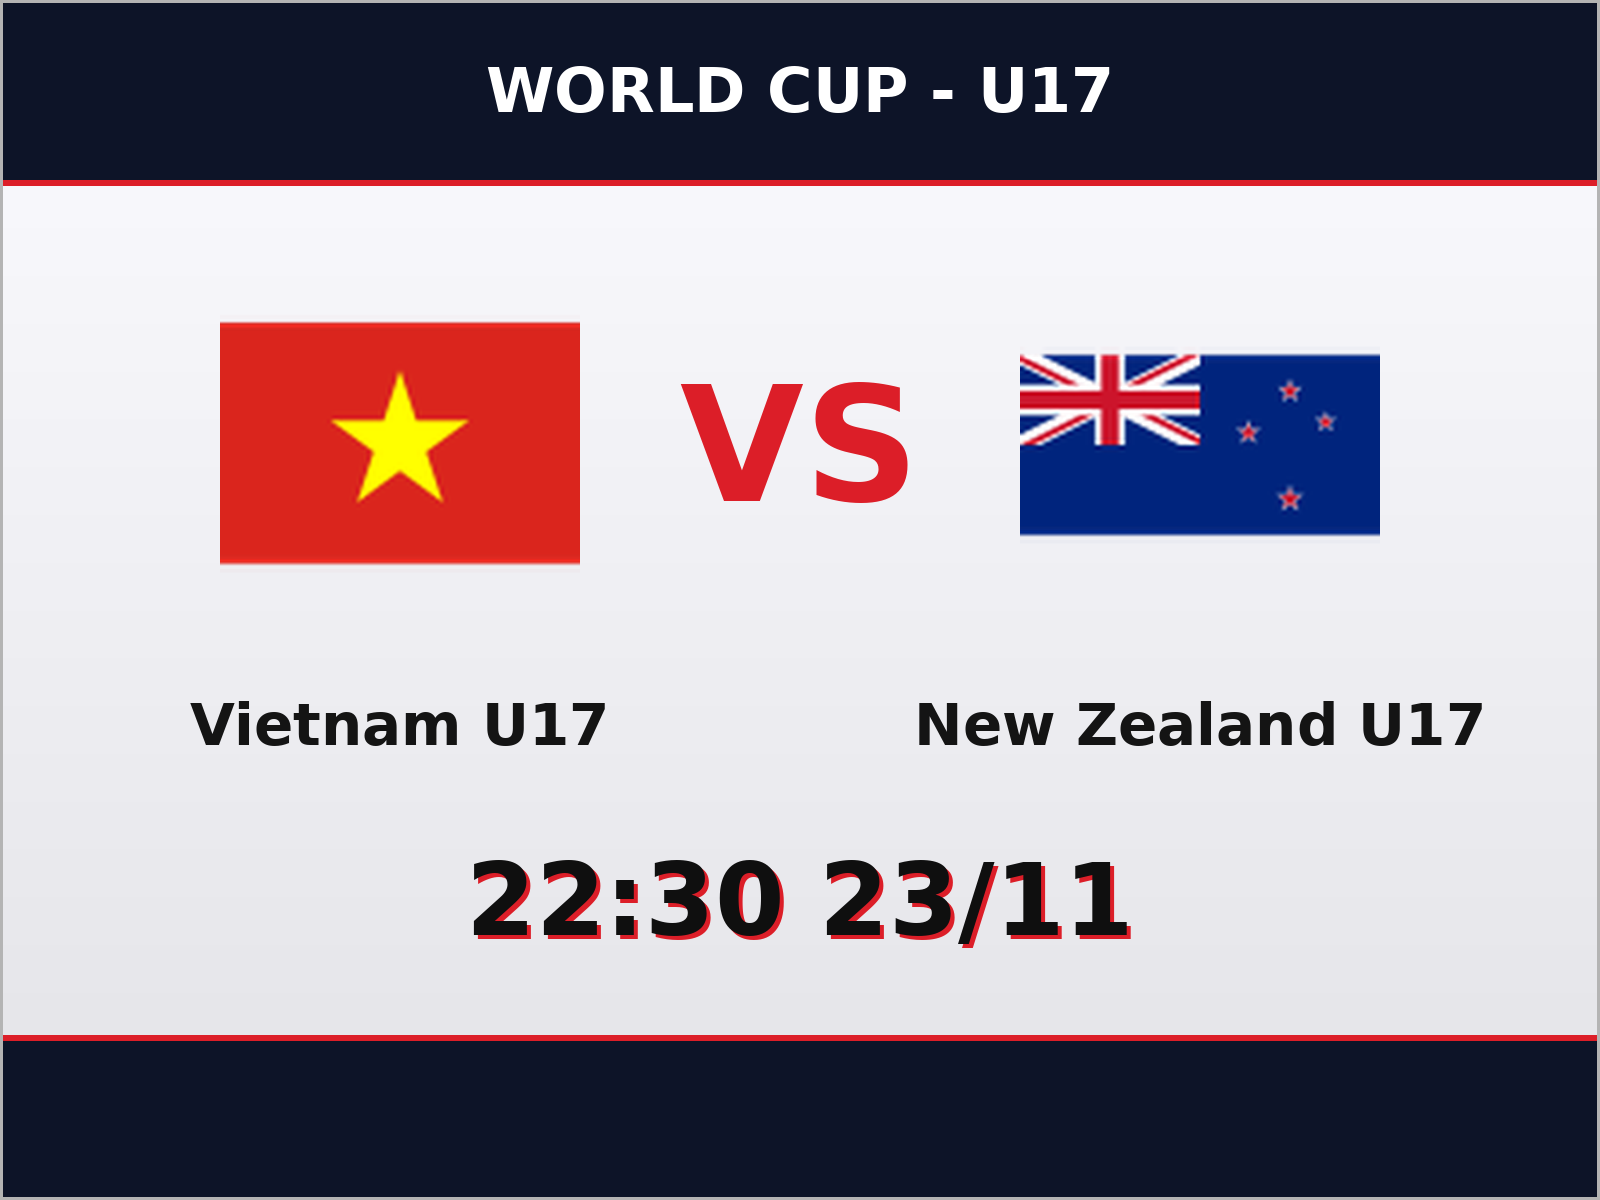 WORLD CUP - U17
VS
Vietnam U17
New Zealand U17
22:30 23/11